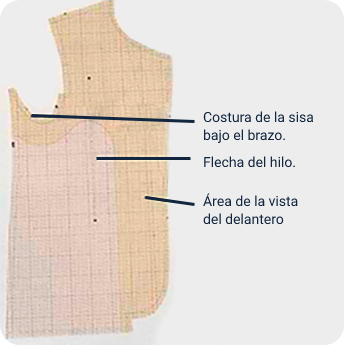 Costura de la sisa
bajo el brazo.
Flecha del hilo.
Área de la vista
del delantero